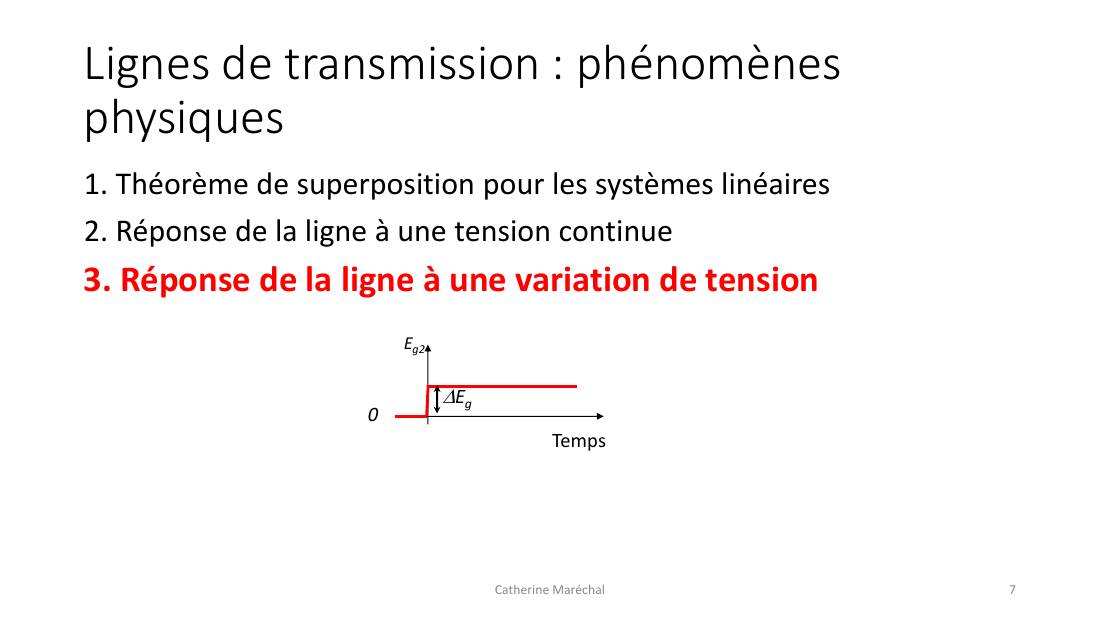 Lignes de transmission : phénomènes
physiques
1. Théorème de superposition pour les systèmes linéaires
2. Réponse de la ligne à une tension continue
3. Réponse de la ligne à une variation de tension
Eg2
ΔEg
0
Temps
Catherine Maréchal
7